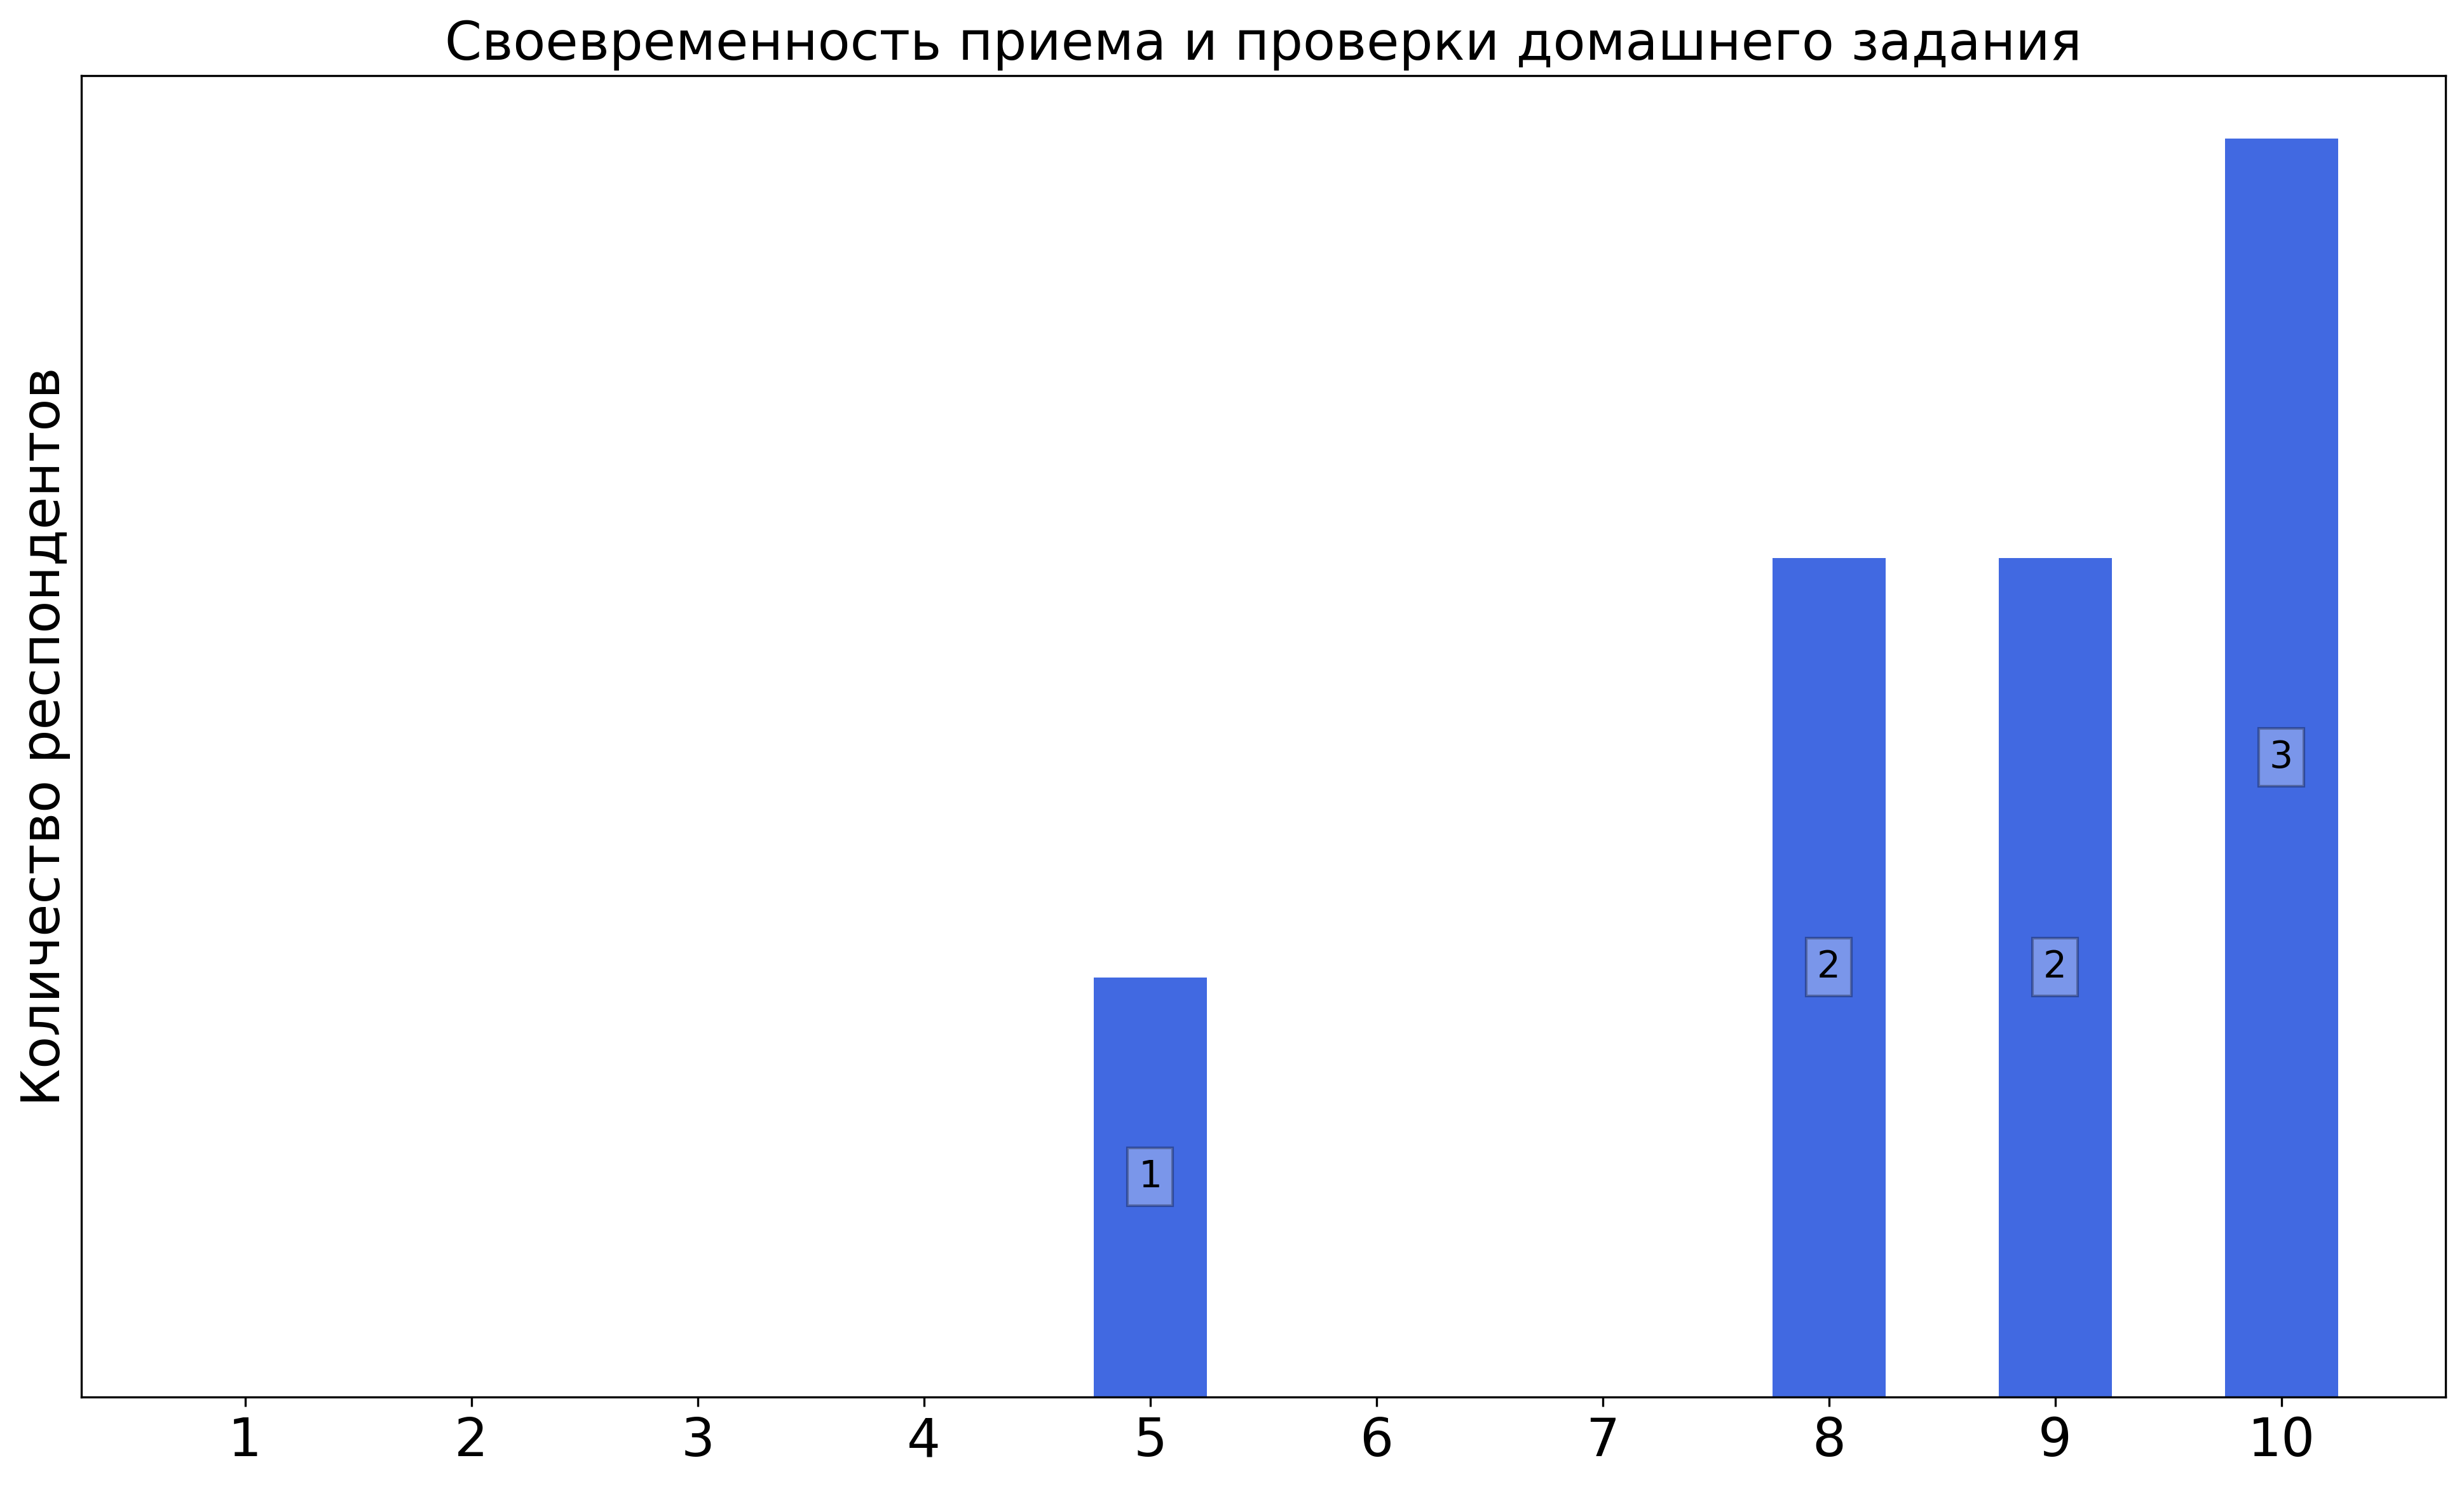 Своевременность приема и проверки домашнего задания
Количество респондентов
3
2 2
1
1 2 3 4 5 6 7 8 9 10